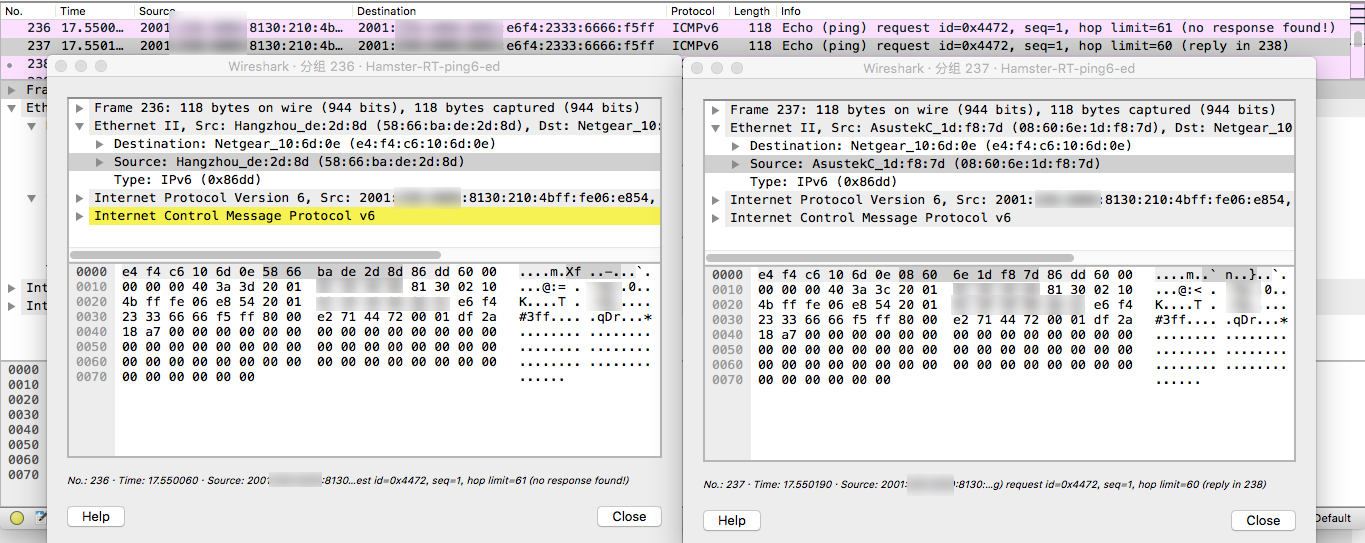 No. Time Source Destination Protocol Length Info
236 17.5500… 2001: 8130:210:4b… 2001: e6f4:2333:6666:f5ff ICMPv6 118 Echo (ping) request id=0x4472, seq=1, hop limit=61 (no response found!)
237 17.5501… 2001: 8130:210:4b… 2001: e6f4:2333:6666:f5ff ICMPv6 118 Echo (ping) request id=0x4472, seq=1, hop limit=60 (reply in 238)
238
Fra
Eth
Int
Int
0000
0010
0020
0030
0040
0050
0060
0070
Wireshark · 分组 236 · Hamster-RT-ping6-ed
Frame 236: 118 bytes on wire (944 bits), 118 bytes captured (944 bits)
Ethernet II, Src: Hangzhou_de:2d:8d (58:66:ba:de:2d:8d), Dst: Netgear_10:
Destination: Netgear_10:6d:0e (e4:f4:c6:10:6d:0e)
Source: Hangzhou_de:2d:8d (58:66:ba:de:2d:8d)
Type: IPv6 (0x86dd)
Internet Protocol Version 6, Src: 2001: :8130:210:4bff:fe06:e854,
Internet Control Message Protocol v6
0000 e4 f4 c6 10 6d 0e 58 66 ba de 2d 8d 86 dd 60 00 ....m.Xf ..-...`.
0010 00 00 00 40 3a 3d 20 01 81 30 02 10 ...@:= . .0..
0020 4b ff fe 06 e8 54 20 01 e6 f4 K....T . ..
0030 23 33 66 66 f5 ff 80 00 e2 71 44 72 00 01 df 2a #3ff.... .qDr...*
0040 18 a7 00 00 00 00 00 00 00 00 00 00 00 00 00 00 ........ ........
0050 00 00 00 00 00 00 00 00 00 00 00 00 00 00 00 00 ........ ........
0060 00 00 00 00 00 00 00 00 00 00 00 00 00 00 00 00 ........ ........
0070 00 00 00 00 00 00 ......
No.: 236 · Time: 17.550060 · Source: 2001: :8130…est id=0x4472, seq=1, hop limit=61 (no response found!)
Help
Close
Wireshark · 分组 237 · Hamster-RT-ping6-ed
Frame 237: 118 bytes on wire (944 bits), 118 bytes captured (944 bits)
Ethernet II, Src: AsustekC_1d:f8:7d (08:60:6e:1d:f8:7d), Dst: Netgear_10
Destination: Netgear_10:6d:0e (e4:f4:c6:10:6d:0e)
Source: AsustekC_1d:f8:7d (08:60:6e:1d:f8:7d)
Type: IPv6 (0x86dd)
Internet Protocol Version 6, Src: 2001: :8130:210:4bff:fe06:e854,
Internet Control Message Protocol v6
0000 e4 f4 c6 10 6d 0e 08 60 6e 1d f8 7d 86 dd 60 00 ....m..` n..}..`.
0010 00 00 00 40 3a 3c 20 01 81 30 02 10 ...@:< . 0..
0020 4b ff fe 06 e8 54 20 01 e6 f4 K....T . ..
0030 23 33 66 66 f5 ff 80 00 e2 71 44 72 00 01 df 2a #3ff.... .qDr...*
0040 18 a7 00 00 00 00 00 00 00 00 00 00 00 00 00 00 ........ ........
0050 00 00 00 00 00 00 00 00 00 00 00 00 00 00 00 00 ........ ........
0060 00 00 00 00 00 00 00 00 00 00 00 00 00 00 00 00 ........ ........
0070 00 00 00 00 00 00 ......
No.: 237 · Time: 17.550190 · Source: 2001: :8130:…g) request id=0x4472, seq=1, hop limit=60 (reply in 238)
Help
Close
Default